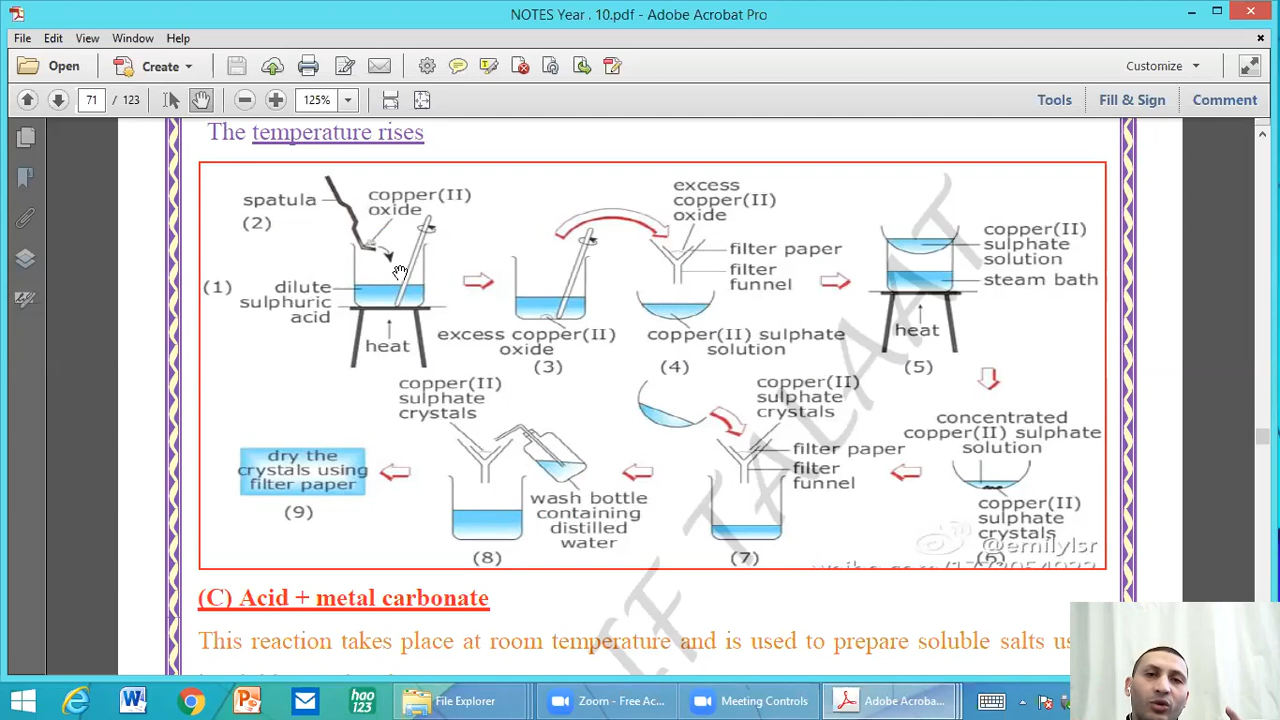 NOTES Year . 10.pdf - Adobe Acrobat Pro
File Edit View Window Help
Open Create Customize
71 / 123 125% Tools Fill & Sign Comment
The temperature rises
spatula
(2)
copper(II)
oxide
(1)
dilute
sulphuric
acid
heat
excess copper(II)
oxide
(3)
excess
copper(II)
oxide
filter paper
filter
funnel
copper(II) sulphate
solution
(4)
copper(II)
sulphate
solution
steam bath
heat
(5)
concentrated
copper(II) sulphate
solution
copper(II)
sulphate
crystals
(6)
copper(II)
sulphate
crystals
filter paper
filter
funnel
(7)
copper(II)
sulphate
crystals
wash bottle
containing
distilled
water
(8)
dry the
crystals using
filter paper
(9)
@emilylsr
IF TALAAT
(C) Acid + metal carbonate
This reaction takes place at room temperature and is used to prepare soluble salts
hao
123
File Explorer
Zoom - Free Ac...
Meeting Controls
Adobe Acroba...